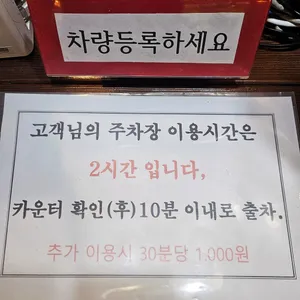 차량등록하세요
고객님의 주차장 이용시간은
2시간 입니다,
카운터 확인(후)10분 이내로 출차.
추가 이용시 30분당 1,000원